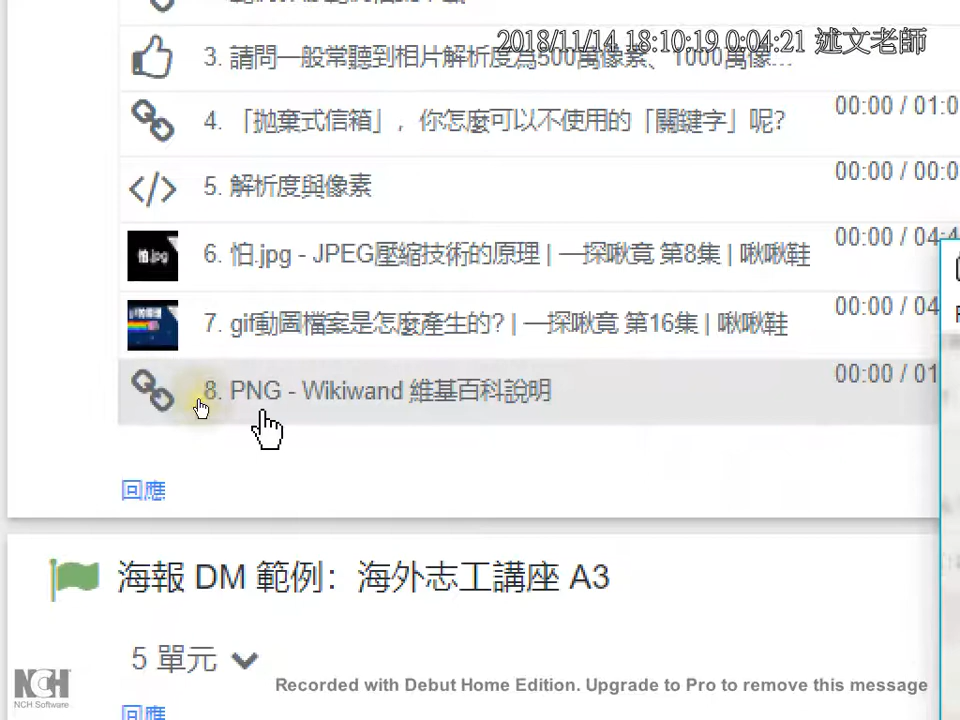 2018/11/14 18:10:19 0:04:21 述文老師
3. 請問一般常聽到相片解析度為500萬像素、1000萬像...
4. 「拋棄式信箱」，你怎麼可以不使用的「關鍵字」呢?
00:00 / 01:0
5. 解析度與像素
00:00 / 00:0
怕.jpg
6. 怕.jpg - JPEG壓縮技術的原理 | 一探啾竟 第8集 | 啾啾鞋
00:00 / 04:4
7. gif動圖檔案是怎麼產生的? | 一探啾竟 第16集 | 啾啾鞋
00:00 / 04
8. PNG - Wikiwand 維基百科說明
00:00 / 01
回應
海報 DM 範例：海外志工講座 A3
5 單元
NCH
NCH Software
Recorded with Debut Home Edition. Upgrade to Pro to remove this message
回應